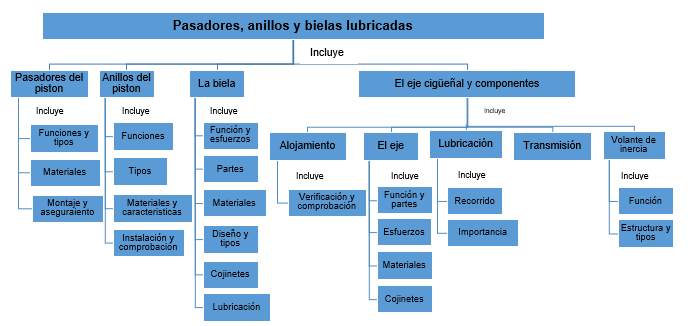 Pasadores, anillos y bielas lubricadas
Incluye
Pasadores del
piston
Incluye
Funciones y
tipos
Materiales
Montaje y
aseguraiento
Anillos del
piston
Incluye
Funciones
Tipos
Materiales y
caracteristicas
Instalación y
comprobación
La biela
Incluye
Función y
esfuerzos
Partes
Materiales
Diseño y
tipos
Cojinetes
Lubricación
El eje cigüeñal y componentes
Incluye
Alojamiento
Incluye
Verificación y
comprobación
El eje
Incluye
Función y
partes
Esfuerzos
Materiales
Cojinetes
Lubricación
Incluye
Recorrido
Importancia
Transmisión
Volante de
inercia
Incluye
Función
Estructura y
tipos